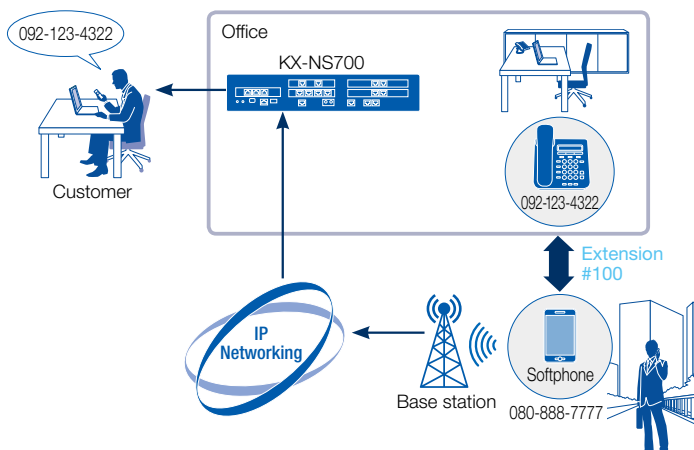 092-123-4322
Office
KX-NS700
Customer
092-123-4322
Extension
#100
IP
Networking
Base station
Softphone
080-888-7777